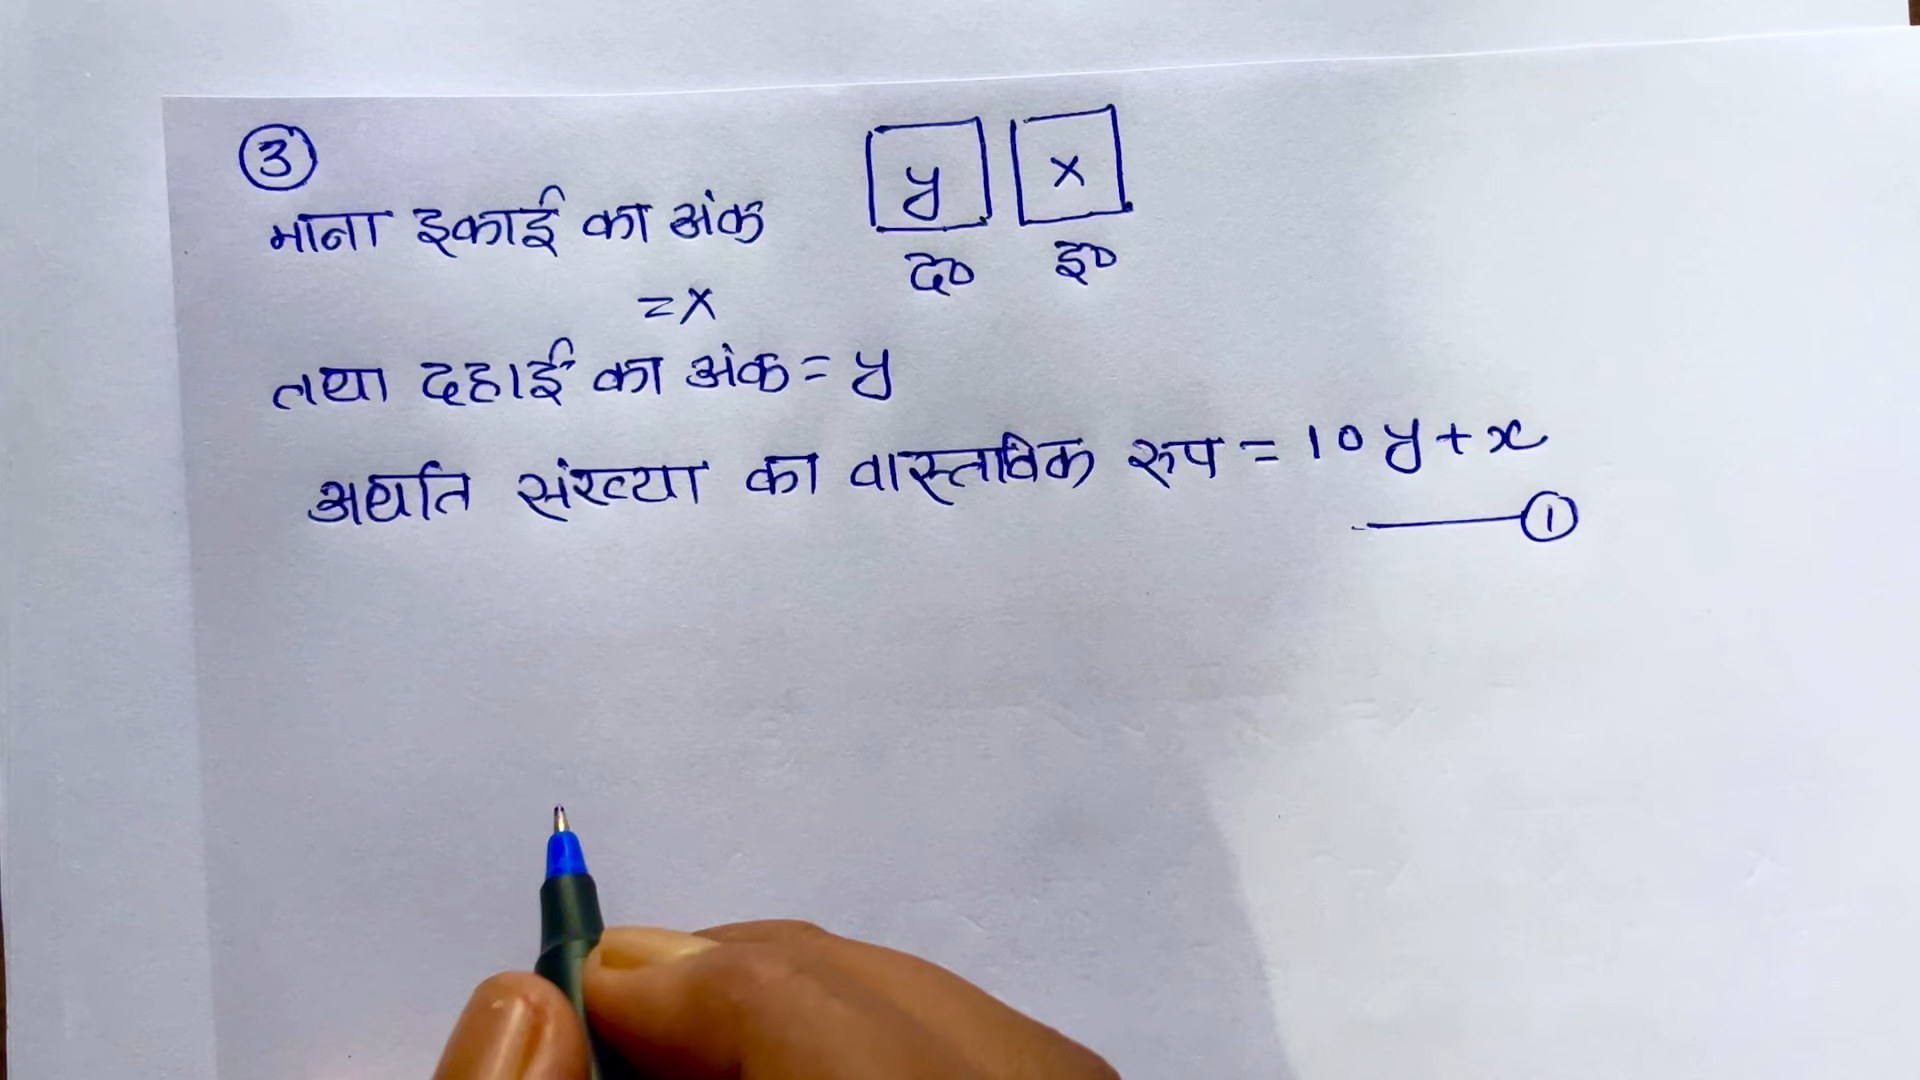 ③
माना इकाई का अंक
= x
y x
द० इ०
तथा दहाई का अंक = y
अर्थात संख्या का वास्तविक रुप = 10y + x
①